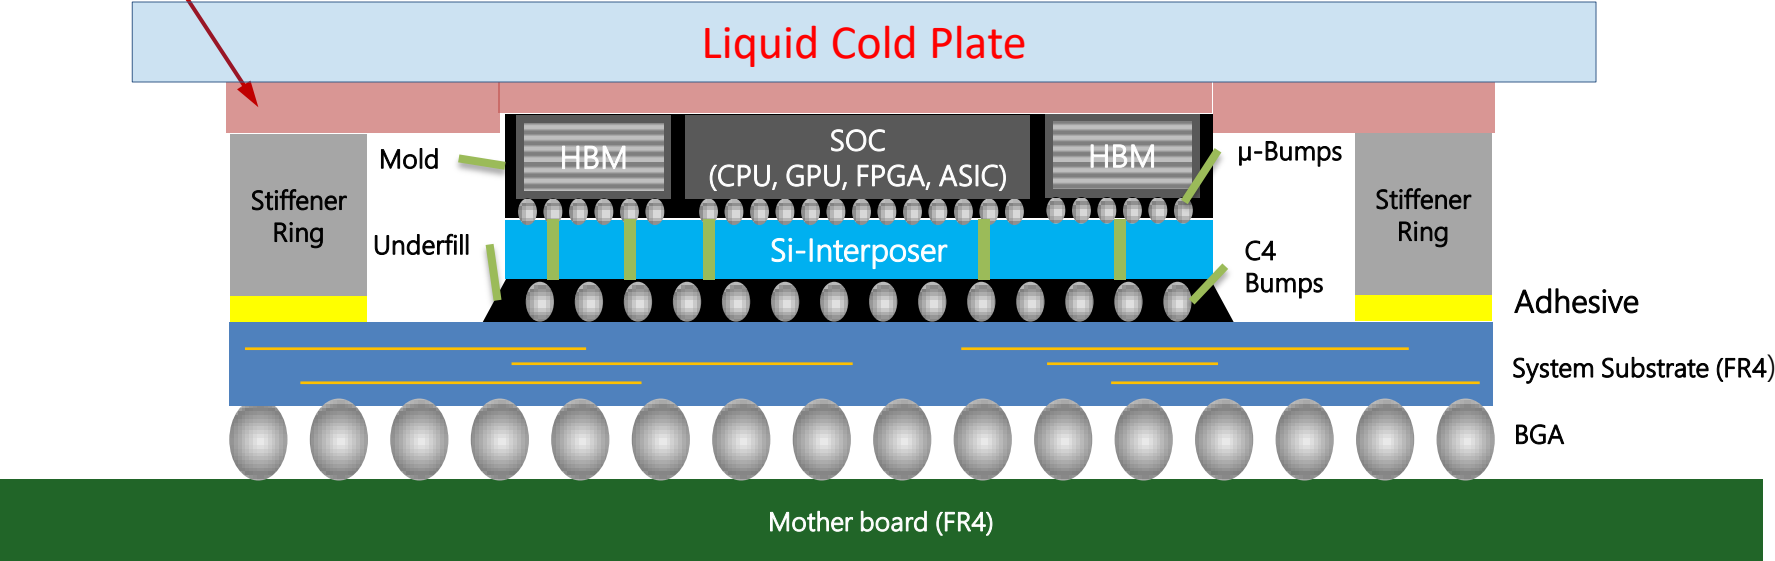 Liquid Cold Plate
Mold
HBM
SOC
(CPU, GPU, FPGA, ASIC)
HBM
µ-Bumps
Stiffener
Ring
Stiffener
Ring
Underfill
Si-Interposer
C4
Bumps
Adhesive
System Substrate (FR4)
BGA
Mother board (FR4)